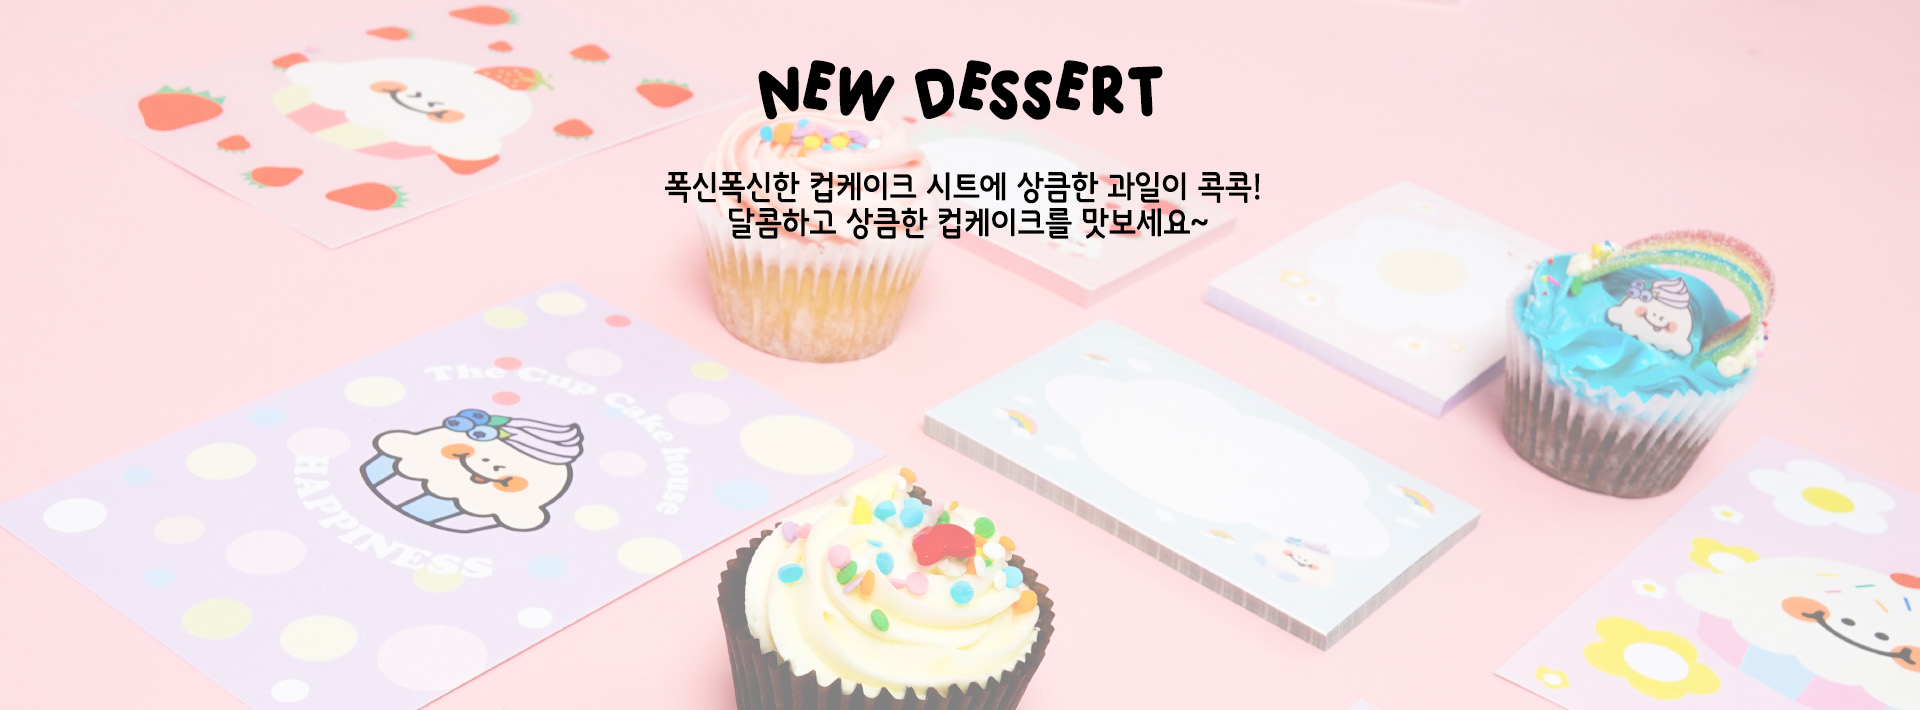 NEW DESSERT
폭신폭신한 컵케이크 시트에 상큼한 과일이 콕콕!
달콤하고 상큼한 컵케이크를 맛보세요~
The Cup Cake house
HAPPINESS